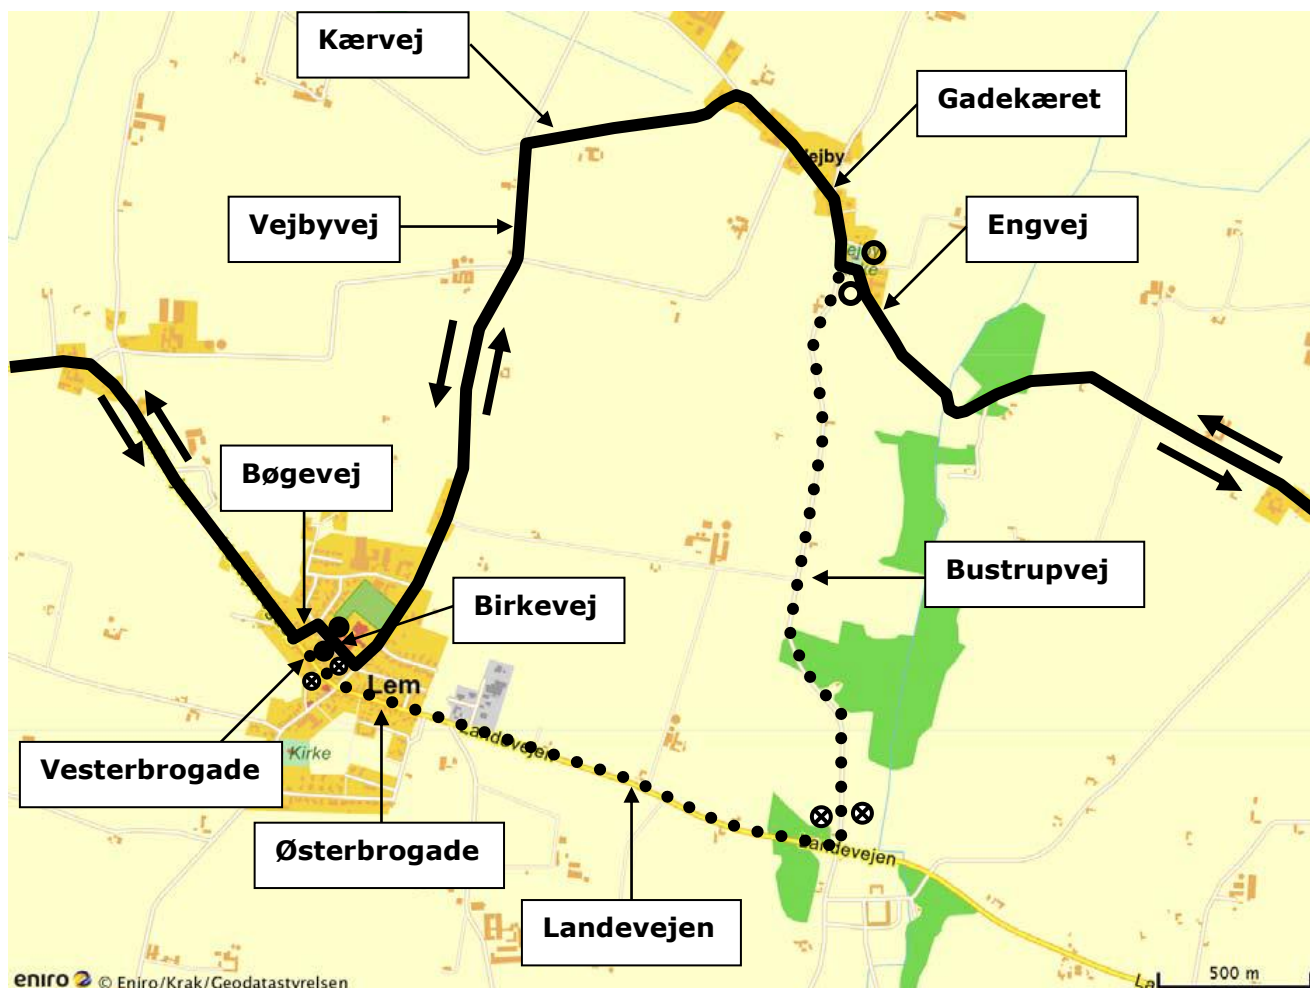 Kærvej
Gadekæret
Vejby
Vejbyvej
Engvej
Bøgevej
Bustrupvej
Birkevej
Lem
Landevejen
Kirke
Vesterbrogade
Østerbrogade
Landevejen
Landevejen
eniro © Eniro/Krak/Geodatastyrelsen
La
500 m